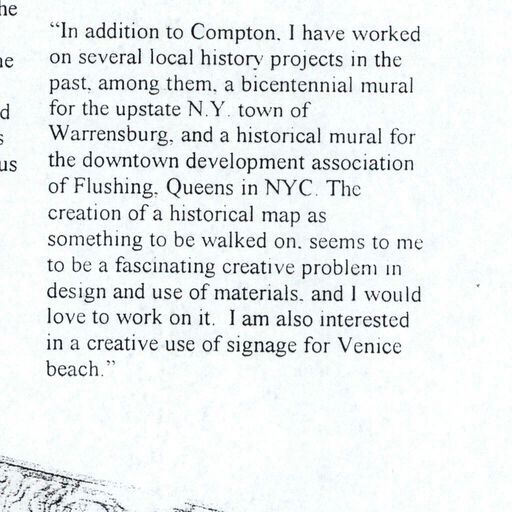 he
“In addition to Compton, I have worked
ne
on several local history projects in the
past, among them, a bicentennial mural
d
for the upstate N.Y. town of
s
Warrensburg, and a historical mural for
us
the downtown development association
of Flushing, Queens in NYC. The
creation of a historical map as
something to be walked on, seems to me
to be a fascinating creative problem in
design and use of materials, and I would
love to work on it. I am also interested
in a creative use of signage for Venice
beach.”